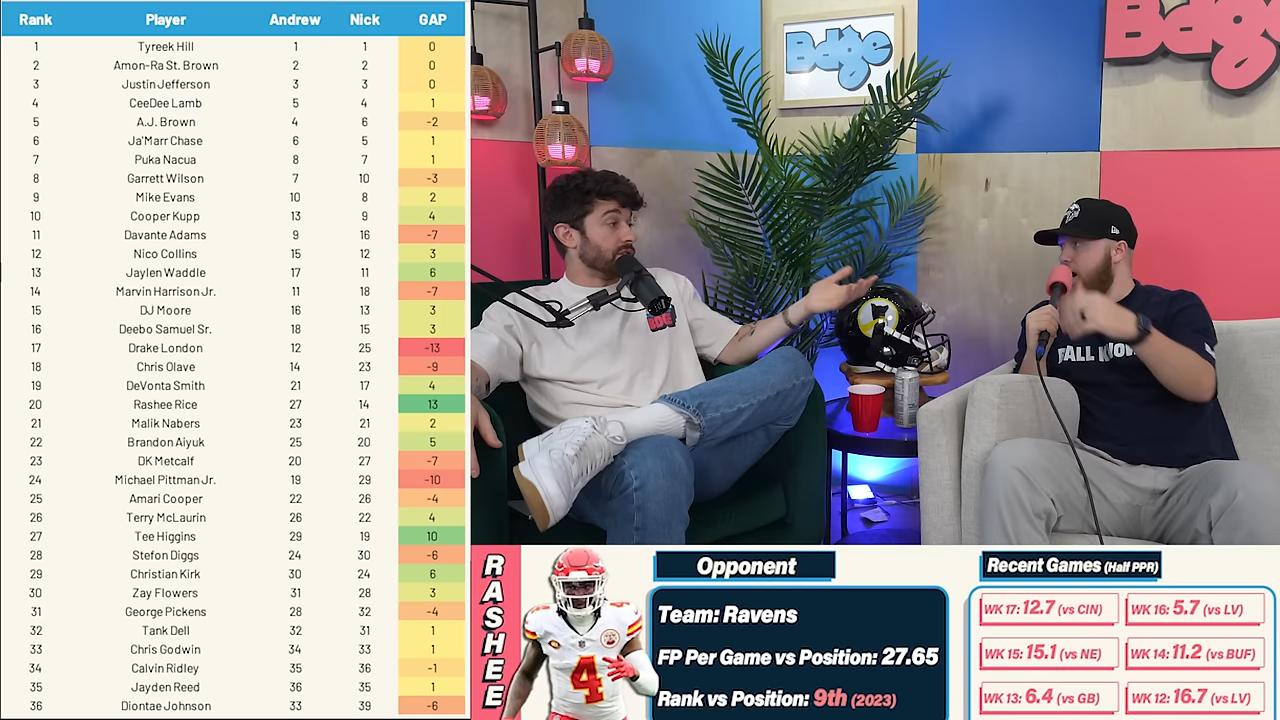 Rank Player Andrew Nick GAP
1 Tyreek Hill 1 1 0
2 Amon-Ra St. Brown 2 2 0
3 Justin Jefferson 3 3 0
4 CeeDee Lamb 5 4 1
5 A.J. Brown 4 6 -2
6 Ja'Marr Chase 6 5 1
7 Puka Nacua 8 7 1
8 Garrett Wilson 7 10 -3
9 Mike Evans 10 8 2
10 Cooper Kupp 13 9 4
11 Davante Adams 9 16 -7
12 Nico Collins 15 12 3
13 Jaylen Waddle 17 11 6
14 Marvin Harrison Jr. 11 18 -7
15 DJ Moore 16 13 3
16 Deebo Samuel Sr. 18 15 3
17 Drake London 12 25 -13
18 Chris Olave 14 23 -9
19 DeVonta Smith 21 17 4
20 Rashee Rice 27 14 13
21 Malik Nabers 23 21 2
22 Brandon Aiyuk 25 20 5
23 DK Metcalf 20 27 -7
24 Michael Pittman Jr. 19 29 -10
25 Amari Cooper 22 26 -4
26 Terry McLaurin 26 22 4
27 Tee Higgins 29 19 10
28 Stefon Diggs 24 30 -6
29 Christian Kirk 30 24 6
30 Zay Flowers 31 28 3
31 George Pickens 28 32 -4
32 Tank Dell 32 31 1
33 Chris Godwin 34 33 1
34 Calvin Ridley 35 36 -1
35 Jayden Reed 36 35 1
36 Diontae Johnson 33 39 -6
Bdge
Bdge
BDG
RASHEE
4
Opponent
Team: Ravens
FP Per Game vs Position: 27.65
Rank vs Position: 9th (2023)
Recent Games (Half PPR)
WK 17: 12.7 (vs CIN) WK 16: 5.7 (vs LV)
WK 15: 15.1 (vs NE) WK 14: 11.2 (vs BUF)
WK 13: 6.4 (vs GB) WK 12: 16.7 (vs LV)